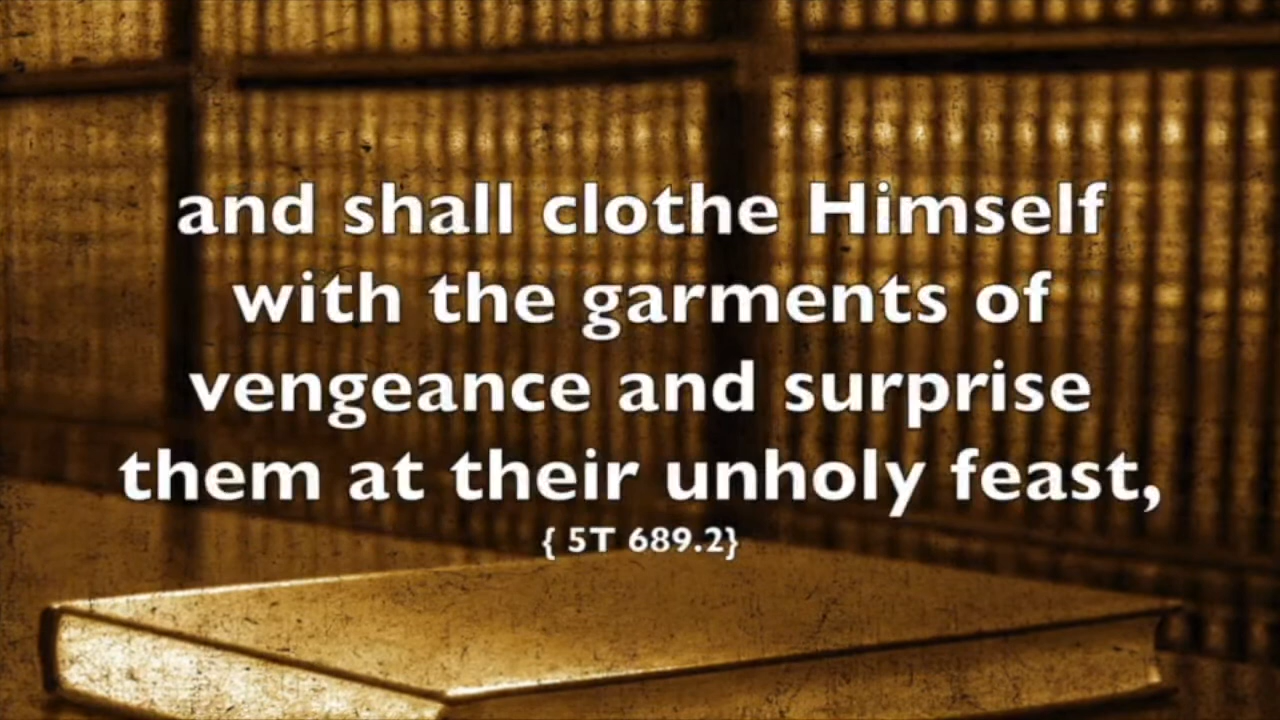 and shall clothe Himself
with the garments of
vengeance and surprise
them at their unholy feast,
{ 5T 689.2}